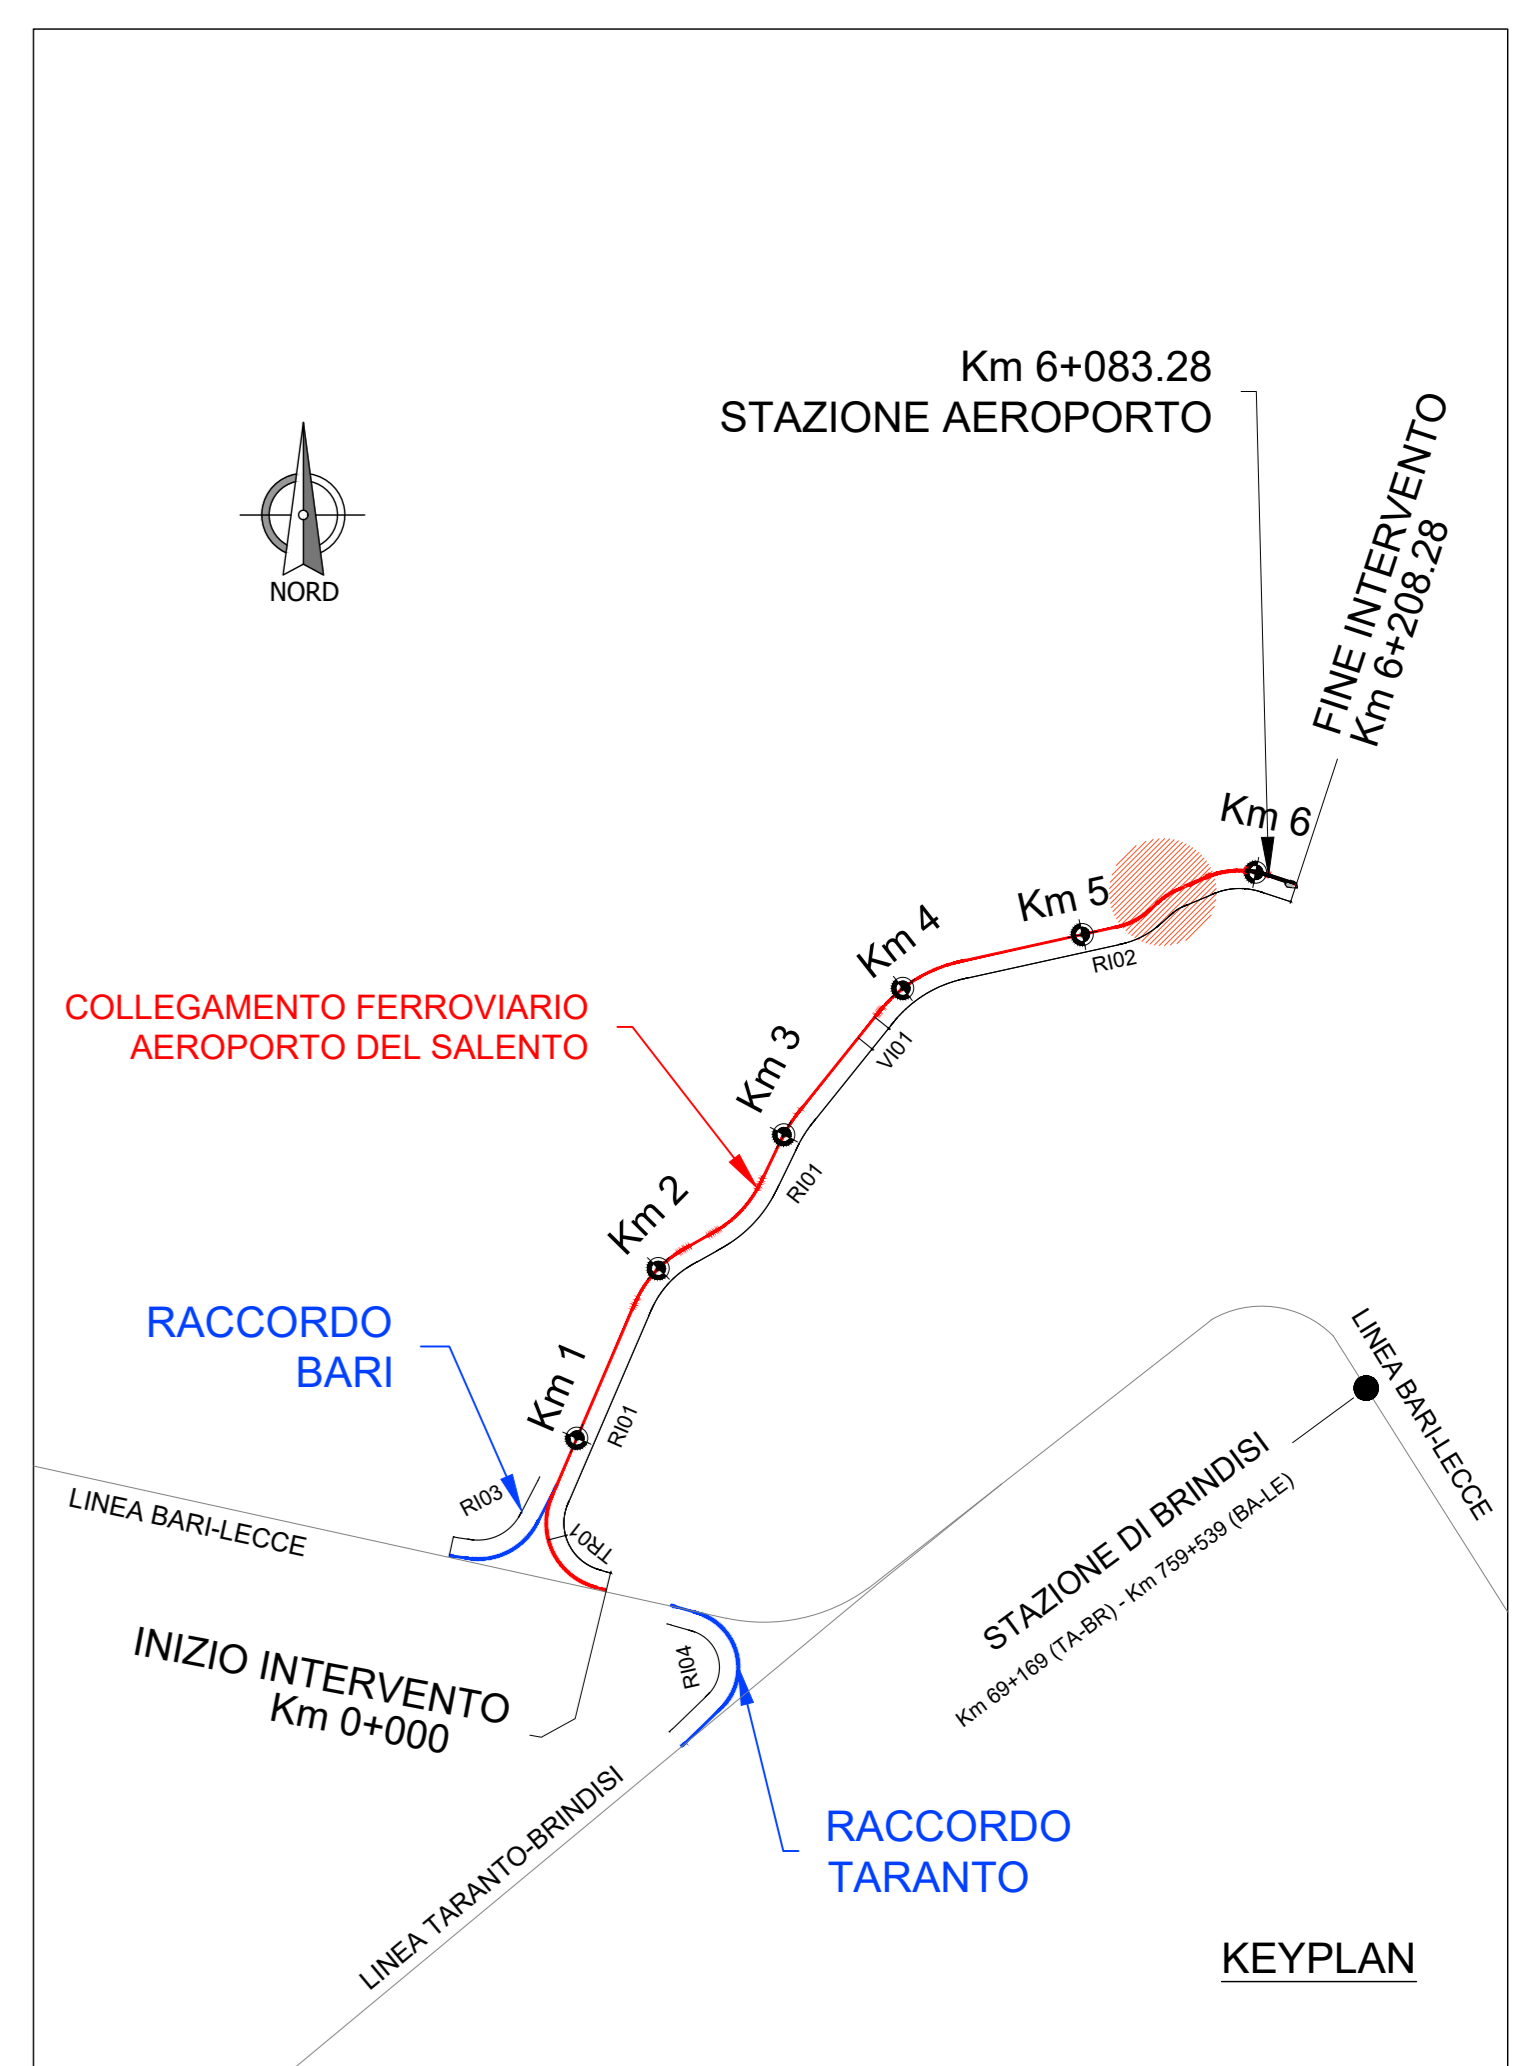 Km 6+083.28
STAZIONE AEROPORTO
FINE INTERVENTO
Km 6+208.28
NORD
Km 6
Km 5
Km 4
RI02
COLLEGAMENTO FERROVIARIO
AEROPORTO DEL SALENTO
Km 3
VI01
RI01
Km 2
RACCORDO
BARI
Km 1
RI01
LINEA BARI-LECCE
RI03
TR01
LINEA BARI-LECCE
STAZIONE DI BRINDISI
Km 69+169 (TA-BR) - Km 759+539 (BA-LE)
INIZIO INTERVENTO
Km 0+000
RI04
LINEA TARANTO-BRINDISI
RACCORDO
TARANTO
KEYPLAN